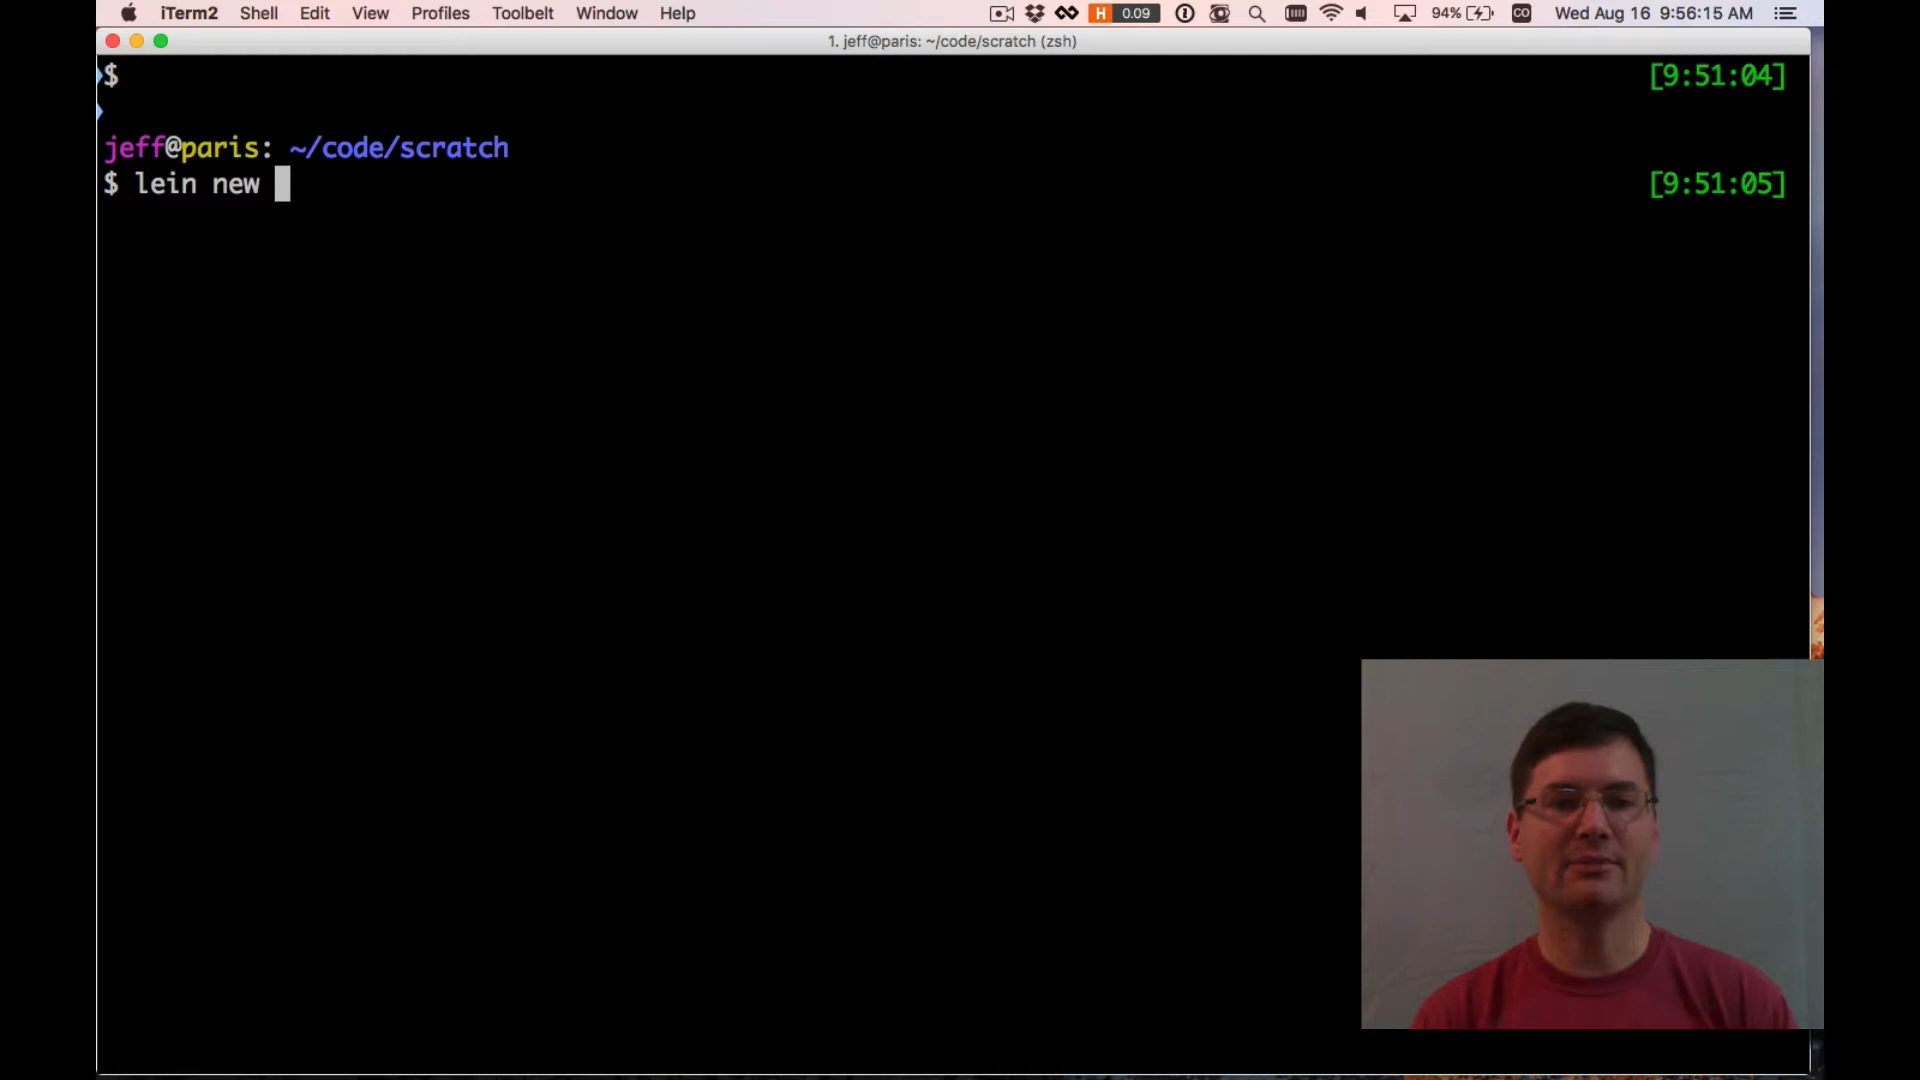 iTerm2 Shell Edit View Profiles Toolbelt Window Help H 0.09 94% CO Wed Aug 16 9:56:15 AM
1. jeff@paris: ~/code/scratch (zsh)
$ [9:51:04]
jeff@paris: ~/code/scratch
$ lein new [9:51:05]